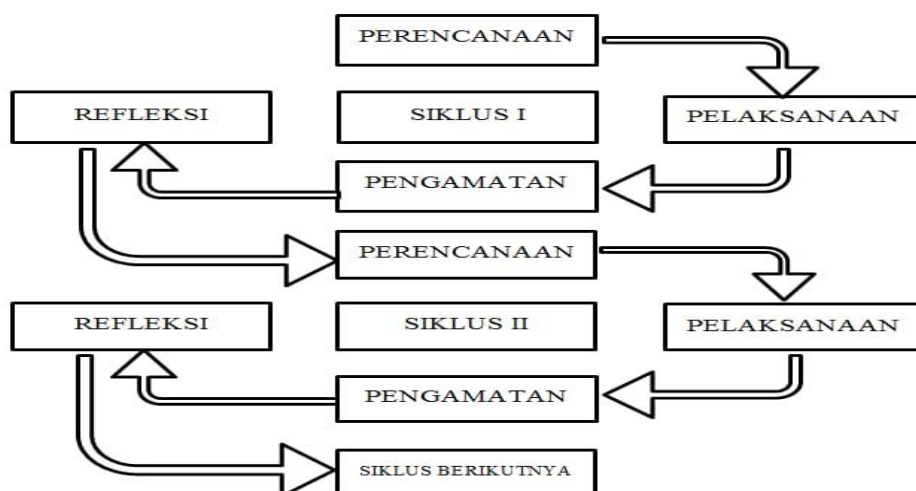 PERENCANAAN
REFLEKSI
SIKLUS I
PELAKSANAAN
PENGAMATAN
PERENCANAAN
REFLEKSI
SIKLUS II
PELAKSANAAN
PENGAMATAN
SIKLUS BERIKUTNYA